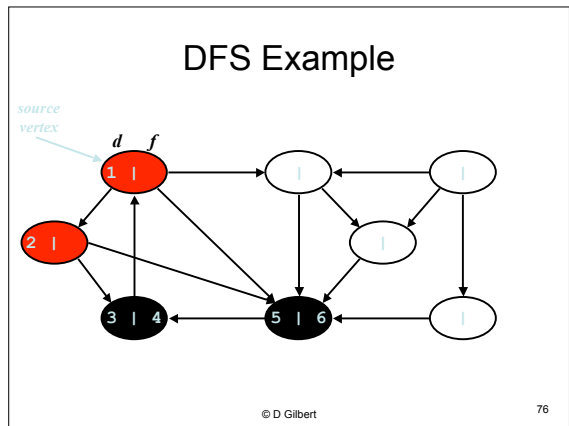 DFS Example
source
vertex
d f
1 |
|
|
2 |
|
3 | 4
5 | 6
|
© D Gilbert
76